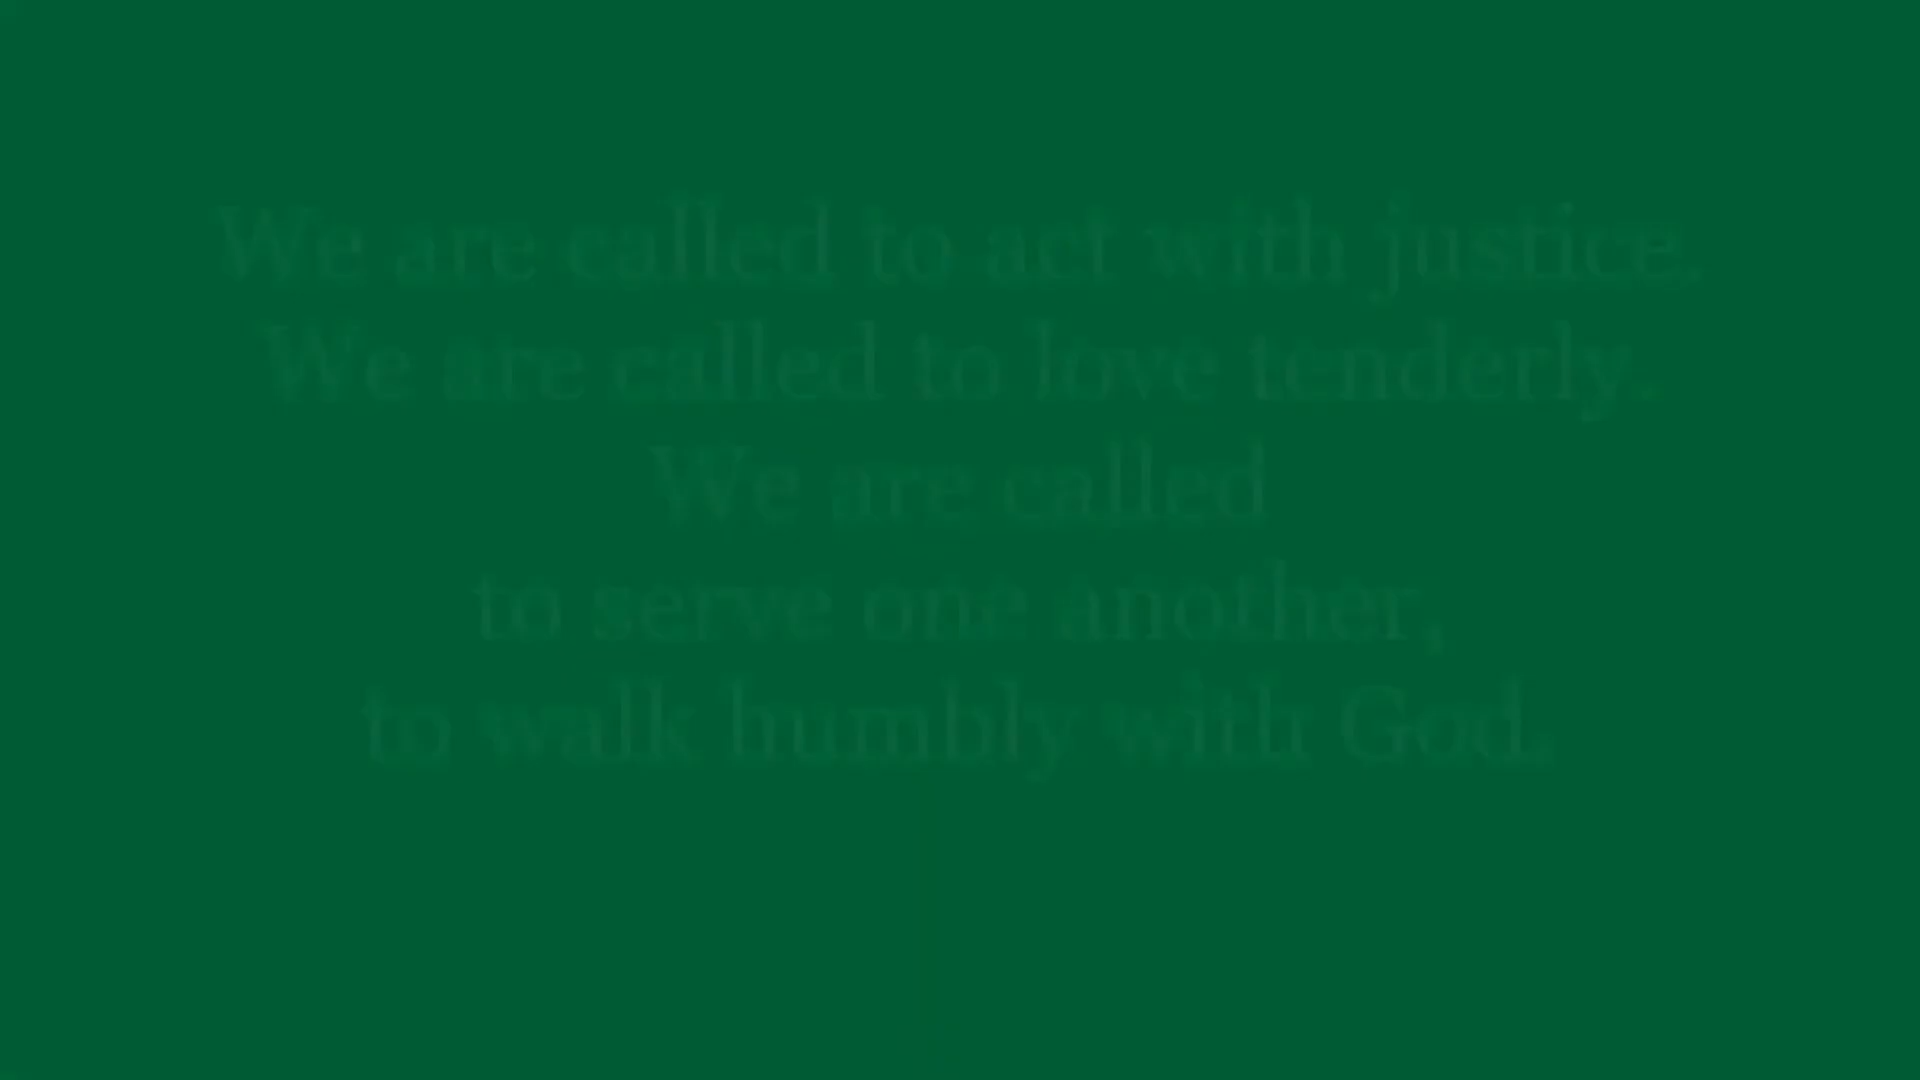 We are called to act with justice.
We are called to love tenderly.
We are called
to serve one another,
to walk humbly with God.